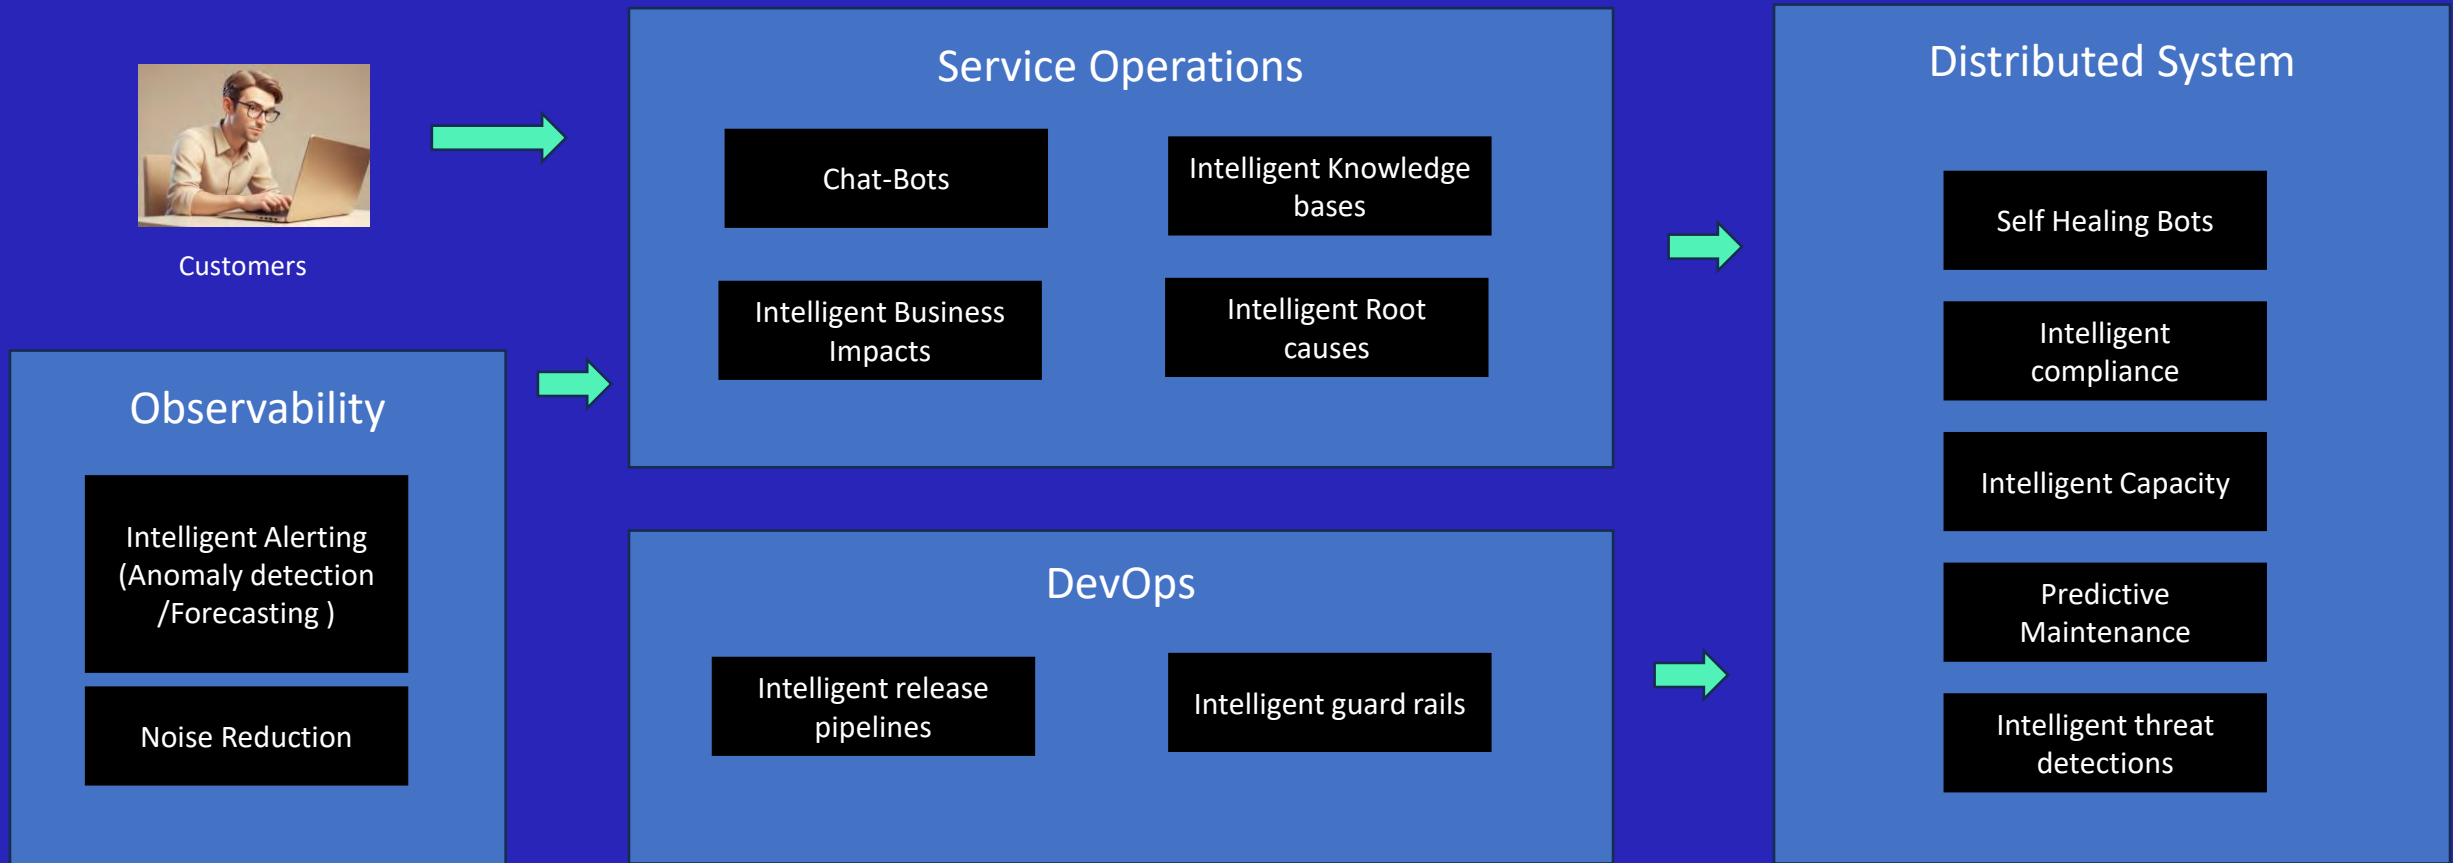 Customers
Observability
Intelligent Alerting
(Anomaly detection
/Forecasting )
Noise Reduction
Service Operations
Chat-Bots
Intelligent Knowledge
bases
Intelligent Business
Impacts
Intelligent Root
causes
DevOps
Intelligent release
pipelines
Intelligent guard rails
Distributed System
Self Healing Bots
Intelligent
compliance
Intelligent Capacity
Predictive
Maintenance
Intelligent threat
detections